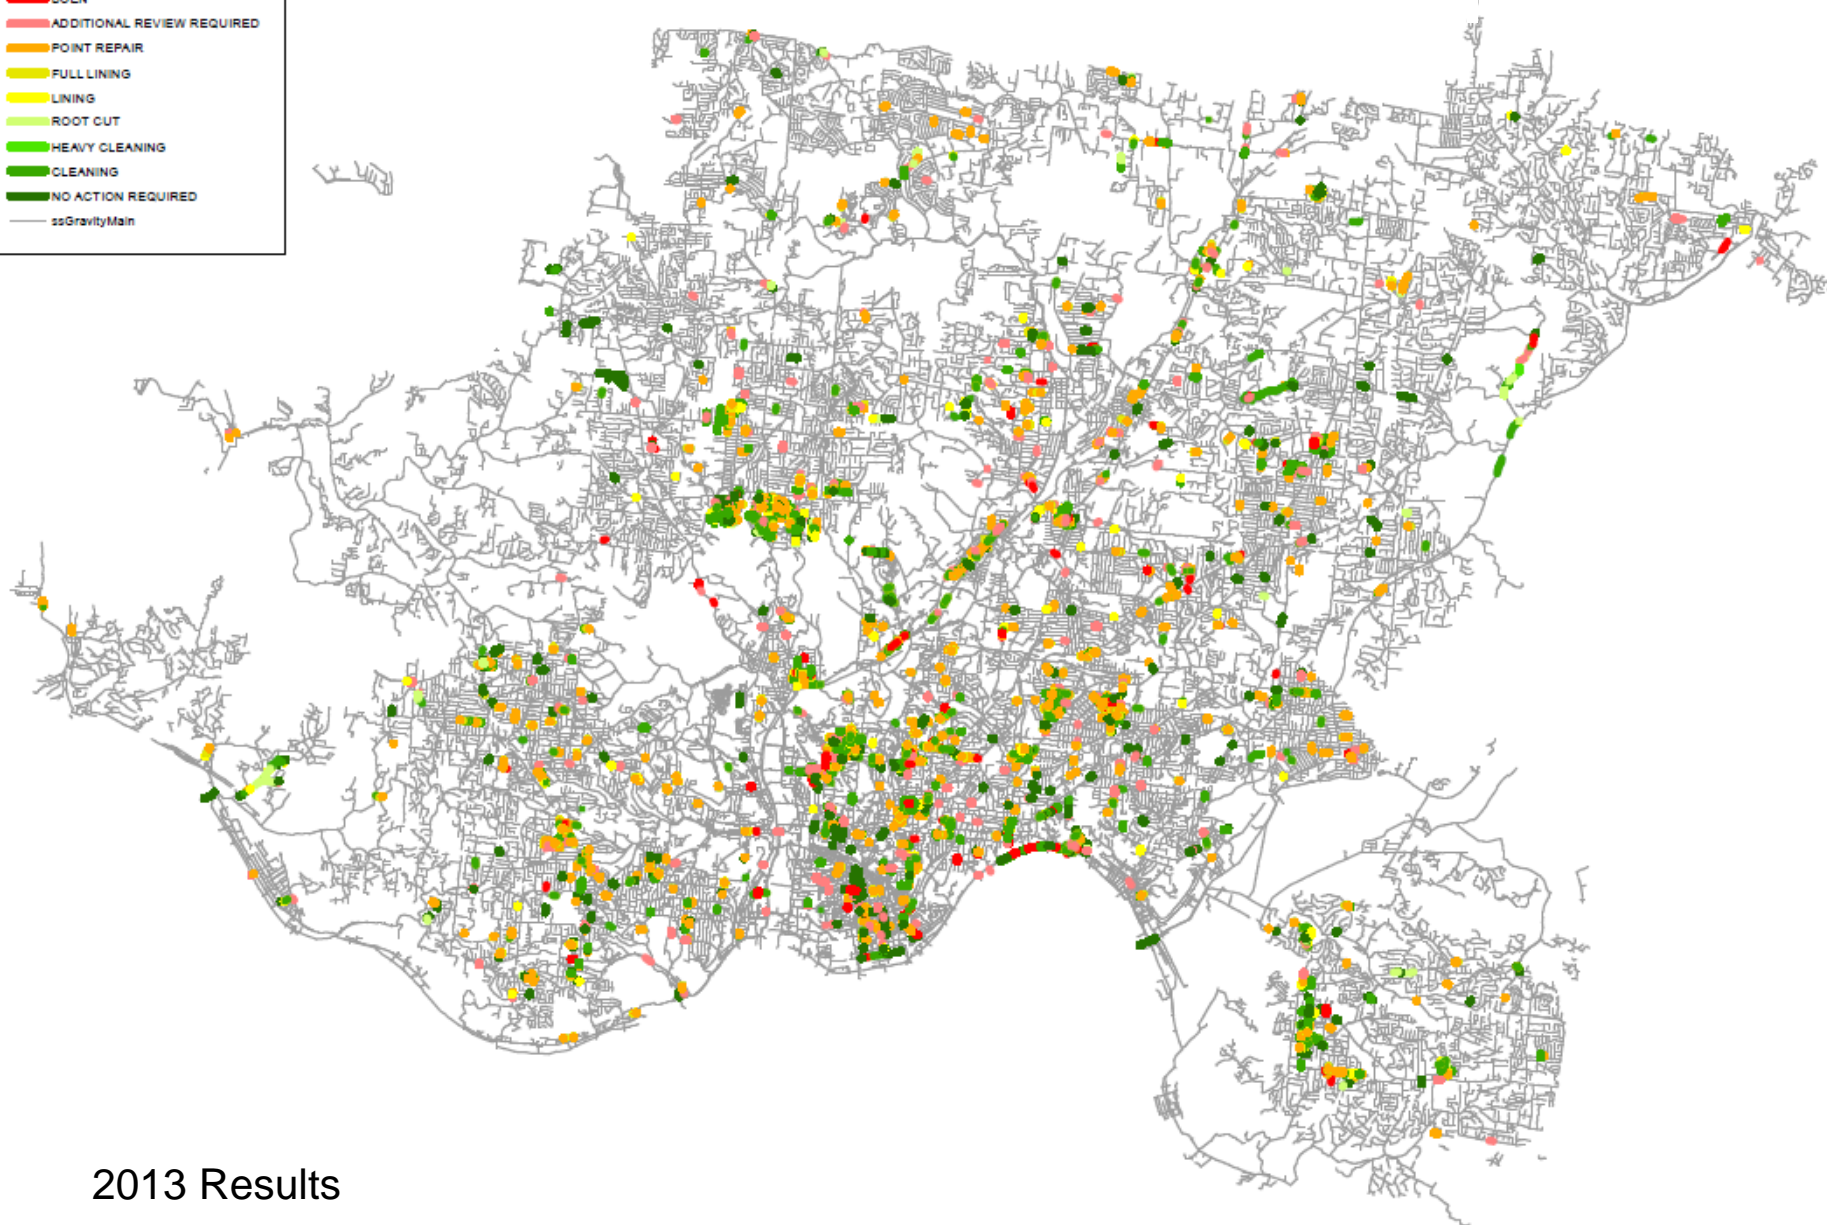 ADDITIONAL REVIEW REQUIRED
POINT REPAIR
FULL LINING
LINING
ROOT CUT
HEAVY CLEANING
CLEANING
NO ACTION REQUIRED
ssGravityMain
2013 Results